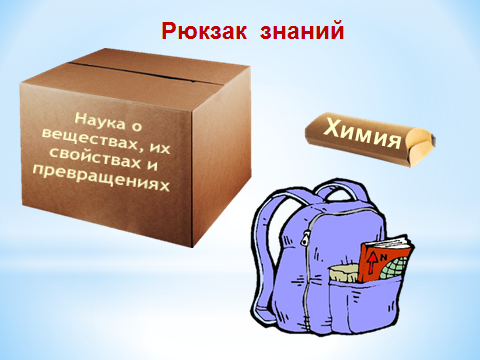 Рюкзак знаний
Наука о
веществах, их
свойствах и
превращениях
Химия
N